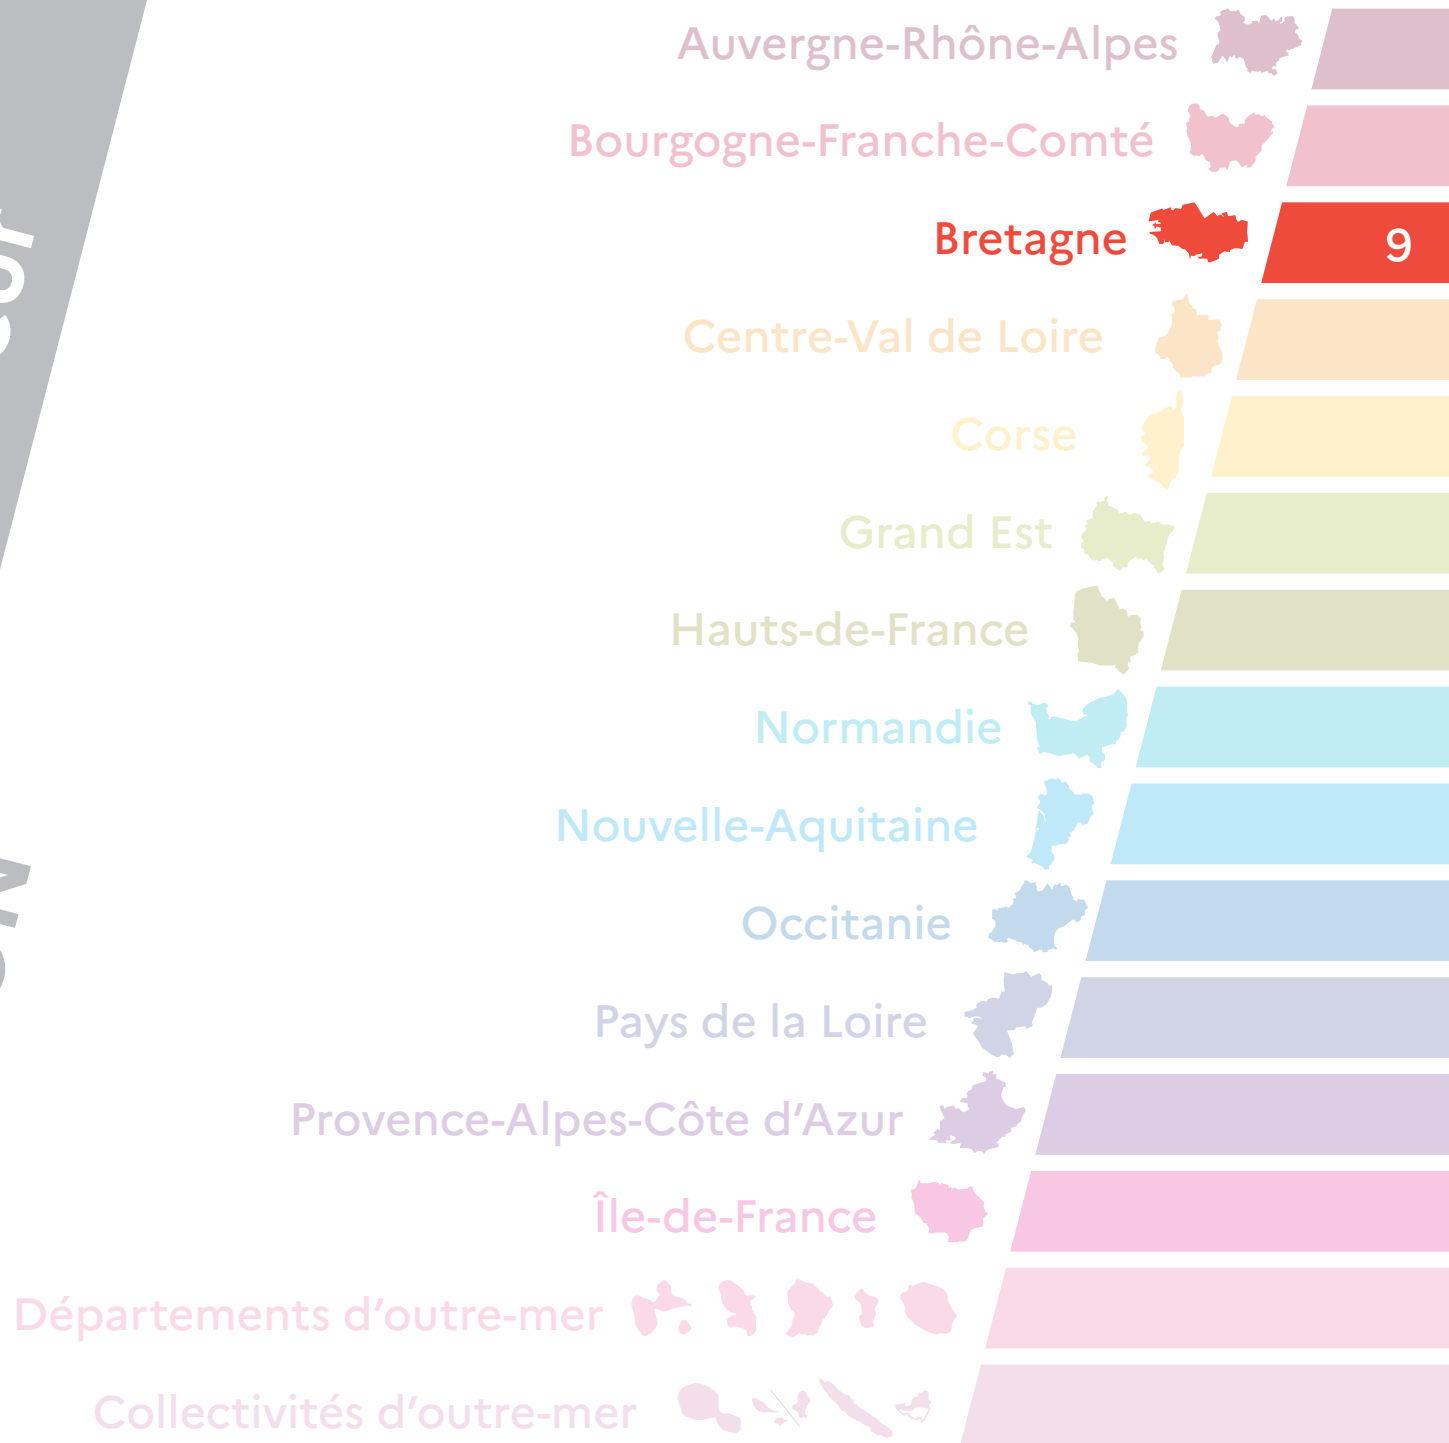 Auvergne-Rhône-Alpes
Bourgogne-Franche-Comté
Bretagne 9
Centre-Val de Loire
Corse
Grand Est
Hauts-de-France
Normandie
Nouvelle-Aquitaine
Occitanie
Pays de la Loire
Provence-Alpes-Côte d’Azur
Île-de-France
Départements d’outre-mer
Collectivités d’outre-mer